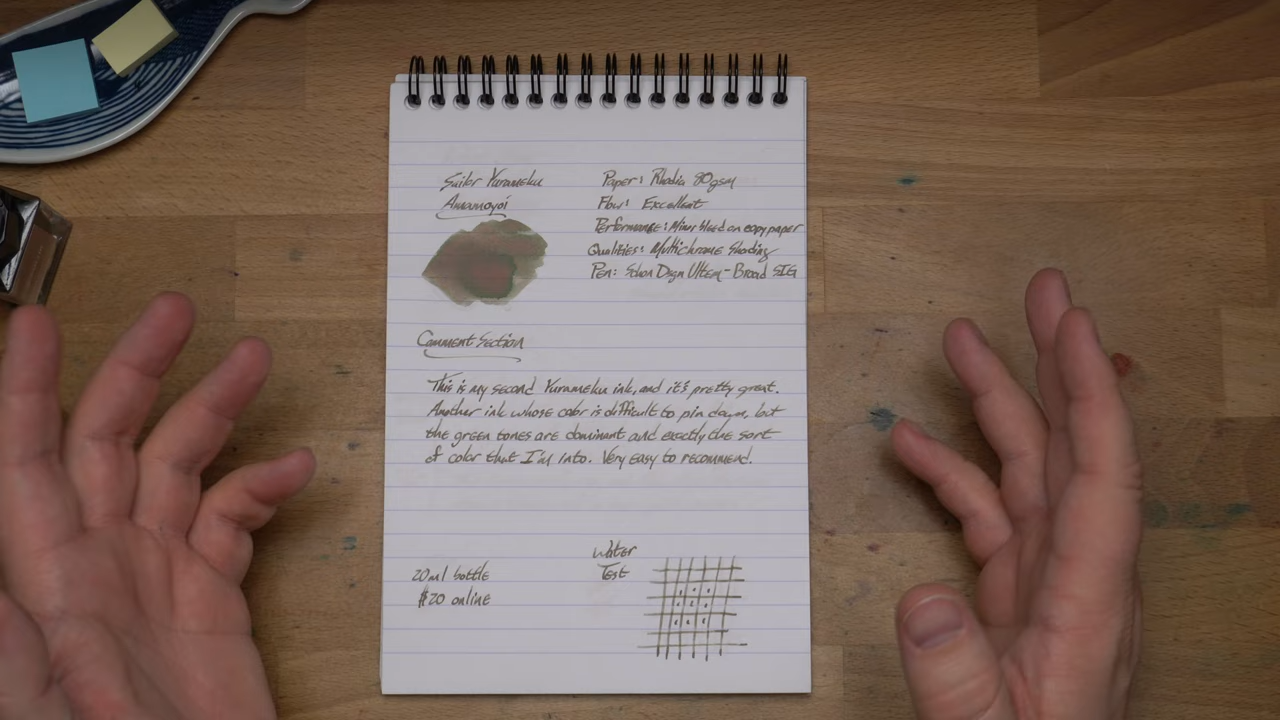 Sailor Yurameku
Amamoyoi
Paper: Rhodia 80gsm
Flow: Excellent
Performance: Minus bleed on copy paper
Qualities: Multichrome Shading
Pen: Schon Dsgn Ultem - Broad SIG
Comment Section
This is my second Yurameku ink, and it's pretty great.
Another ink whose color is difficult to pin down, but
the green tones are dominant and exactly the sort
of color that I'm into. Very easy to recommend.
20ml bottle
$20 online
Water
Test